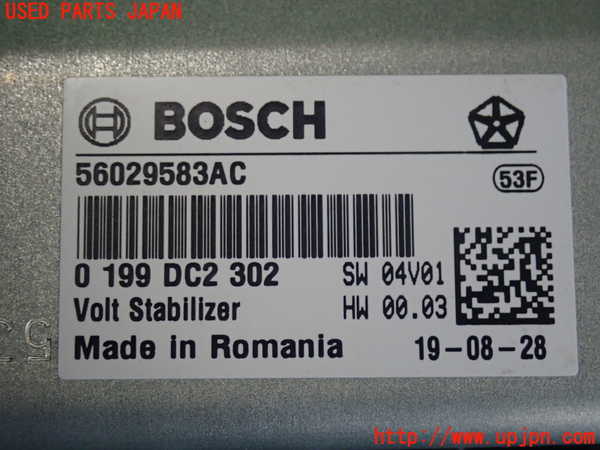 USED PARTS JAPAN
BOSCH
56029583AC
53F
0 199 DC2 302
SW 04V01
Volt Stabilizer
HW 00.03
Made in Romania
19-08-28
http://www.upjpn.com/